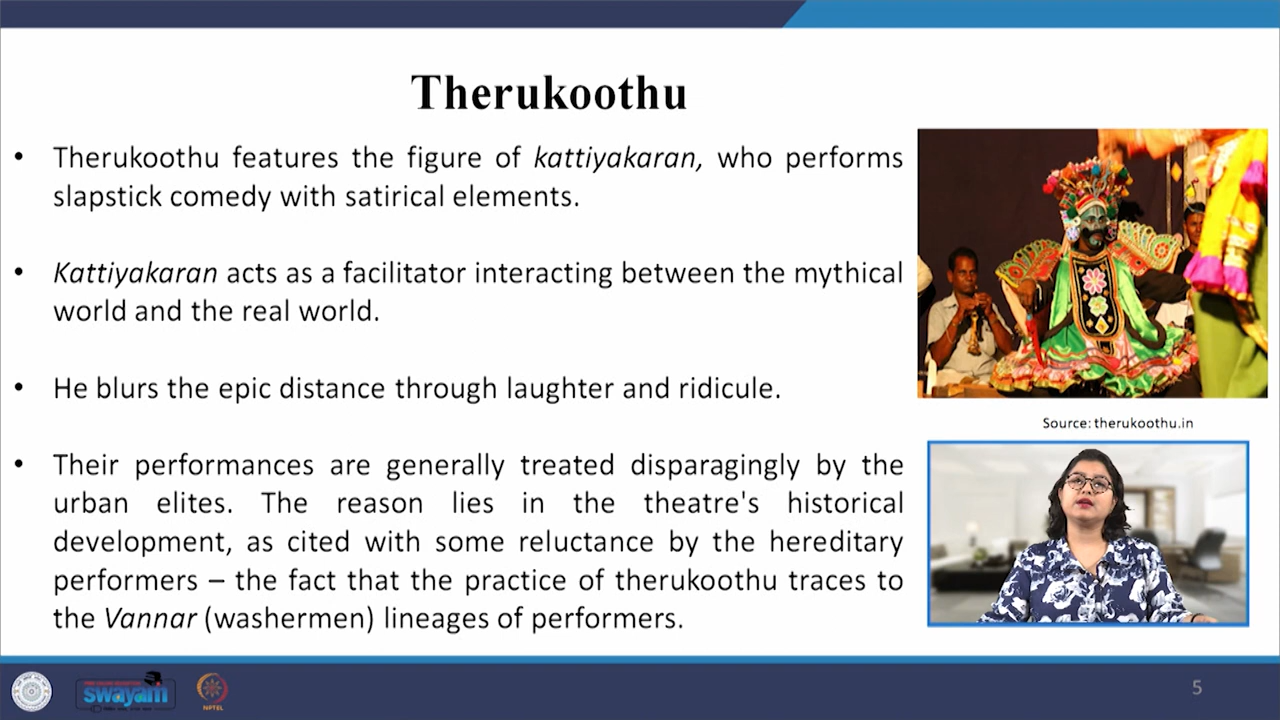 Therukoothu
• Therukoothu features the figure of kattiyakaran, who performs
slapstick comedy with satirical elements.
• Kattiyakaran acts as a facilitator interacting between the mythical
world and the real world.
• He blurs the epic distance through laughter and ridicule.
• Their performances are generally treated disparagingly by the
urban elites. The reason lies in the theatre's historical
development, as cited with some reluctance by the hereditary
performers – the fact that the practice of therukoothu traces to
the Vannar (washermen) lineages of performers.
Source: therukoothu.in
swayam
NPTEL
5